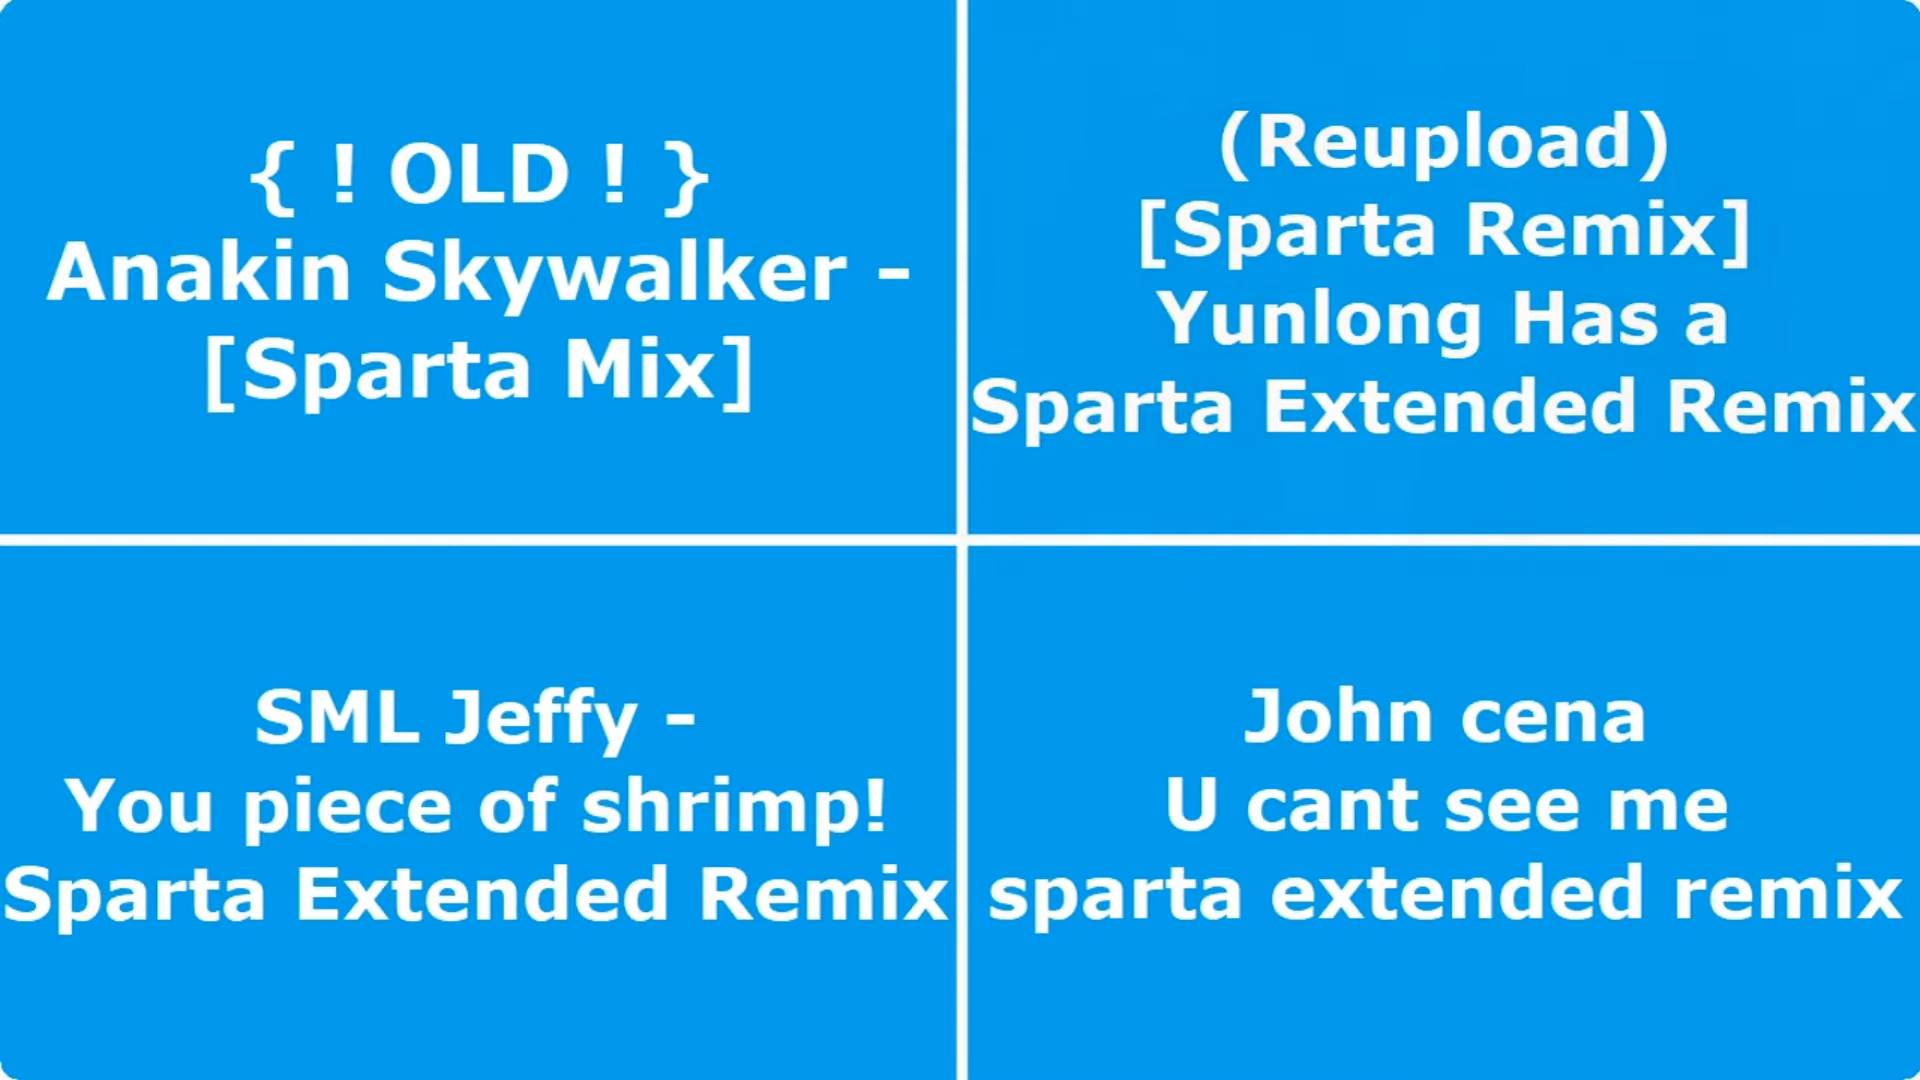 { ! OLD ! }
Anakin Skywalker -
[Sparta Mix]
(Reupload)
[Sparta Remix]
Yunlong Has a
Sparta Extended Remix
SML Jeffy -
You piece of shrimp!
Sparta Extended Remix
John cena
U cant see me
sparta extended remix